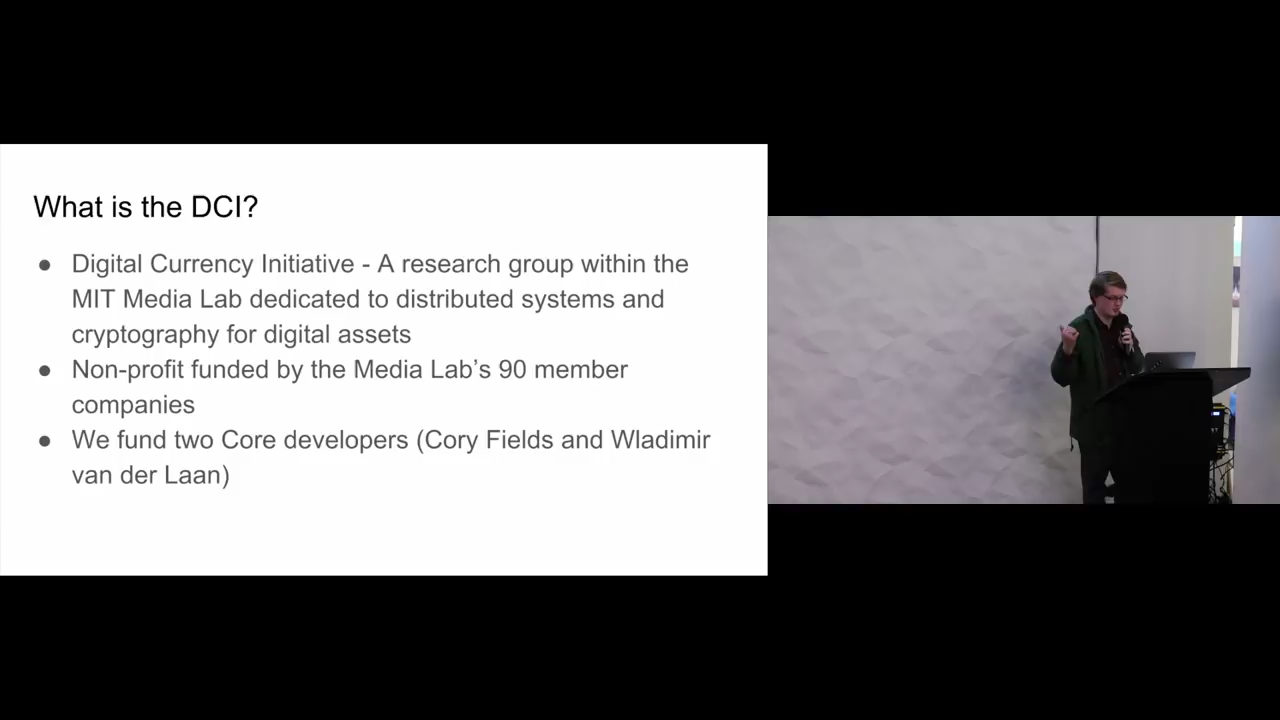 What is the DCI?
● Digital Currency Initiative - A research group within the
MIT Media Lab dedicated to distributed systems and
cryptography for digital assets
● Non-profit funded by the Media Lab’s 90 member
companies
● We fund two Core developers (Cory Fields and Wladimir
van der Laan)